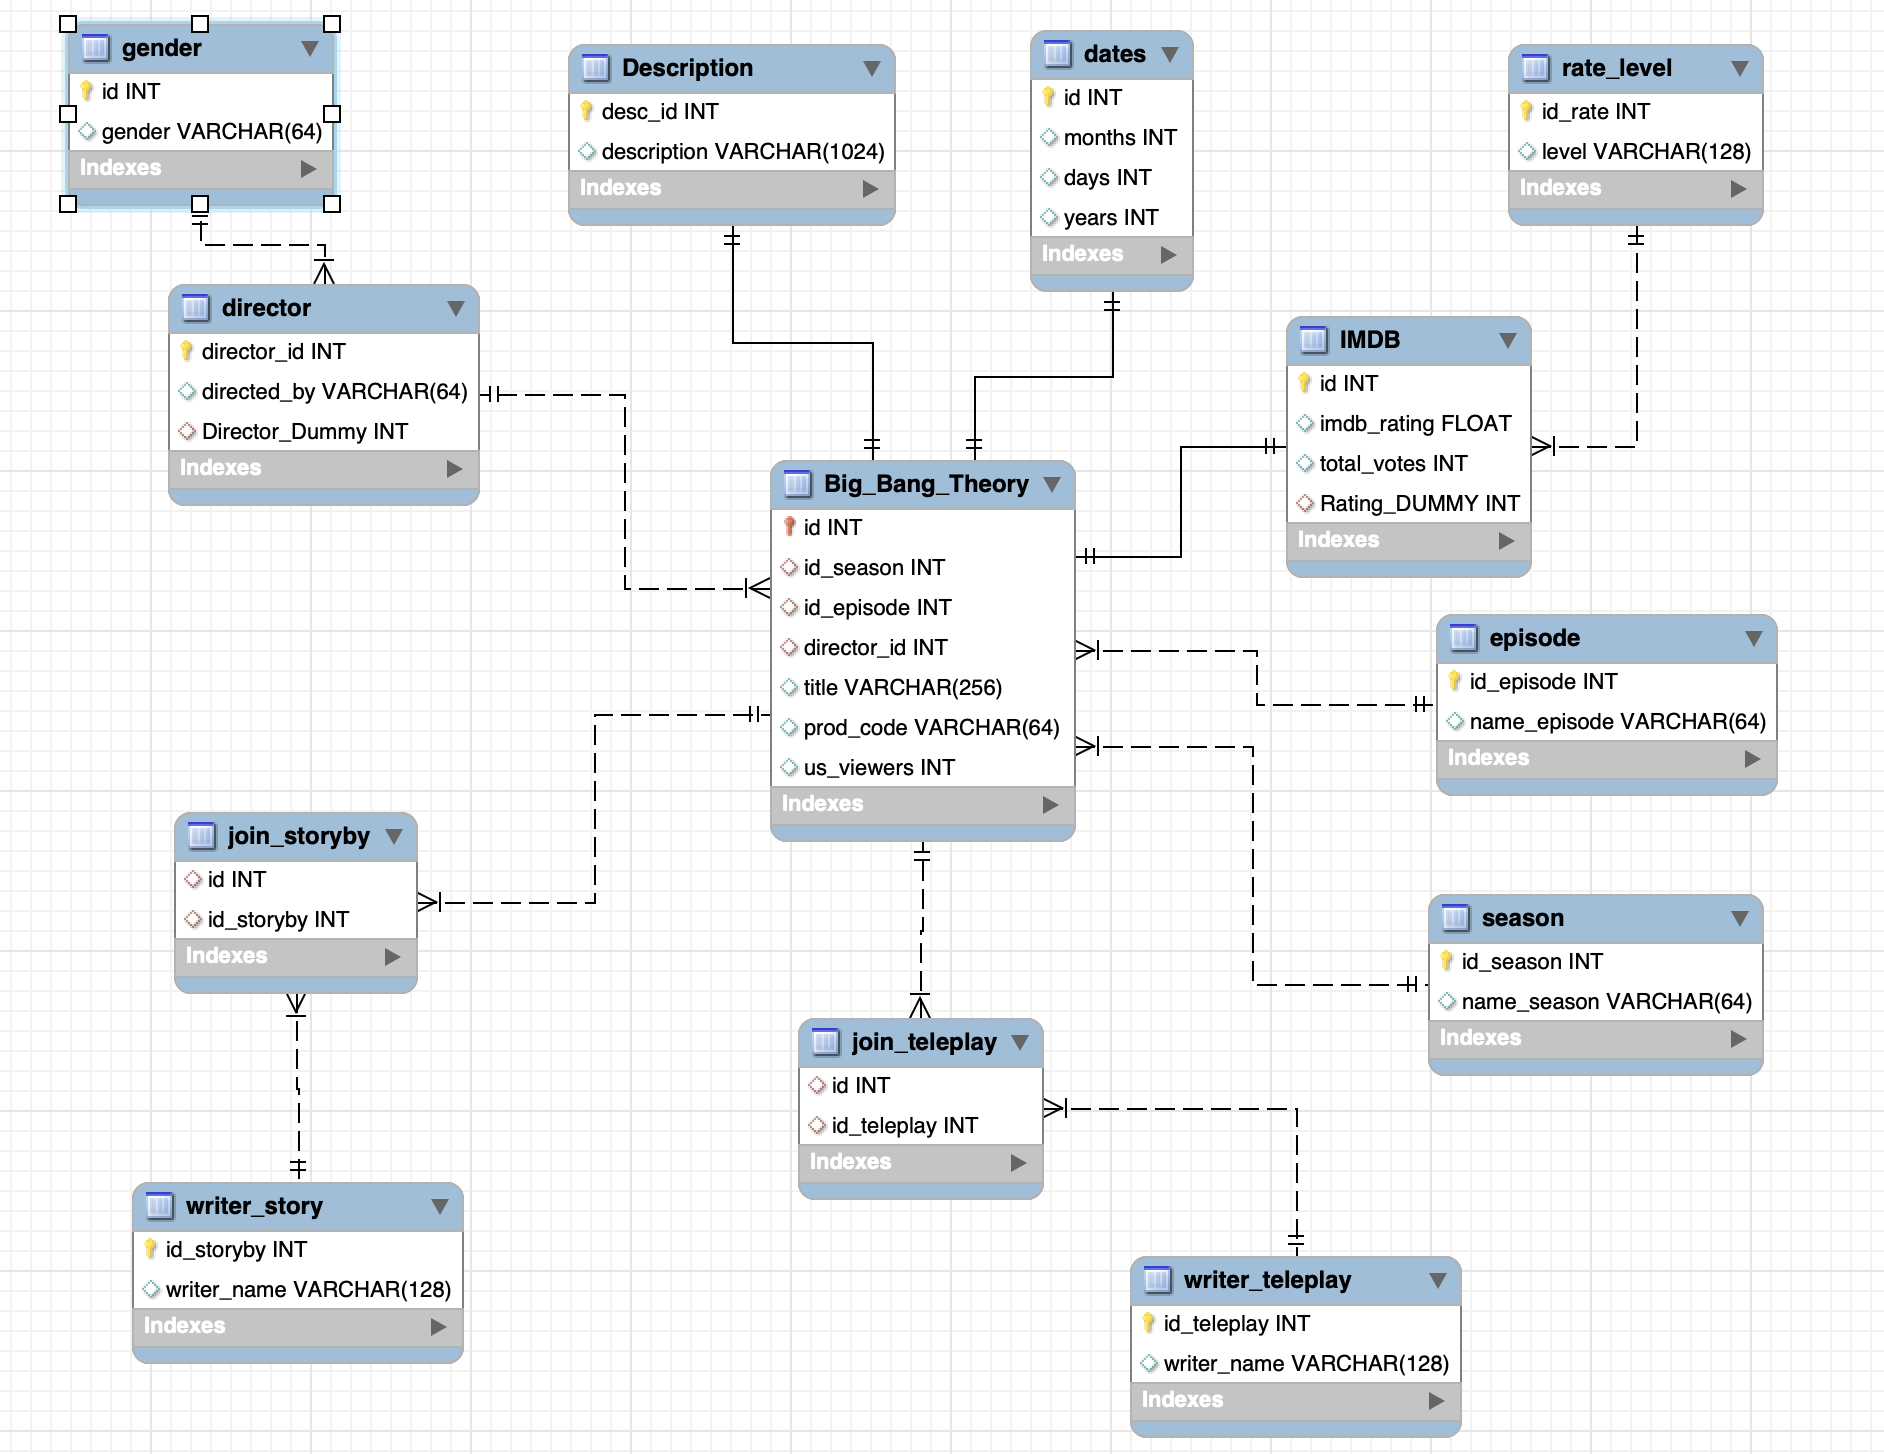 gender
id INT
gender VARCHAR(64)
Indexes
Description
desc_id INT
description VARCHAR(1024)
Indexes
dates
id INT
months INT
days INT
years INT
Indexes
rate_level
id_rate INT
level VARCHAR(128)
Indexes
director
director_id INT
directed_by VARCHAR(64)
Director_Dummy INT
Indexes
IMDB
id INT
imdb_rating FLOAT
total_votes INT
Rating_DUMMY INT
Indexes
Big_Bang_Theory
id INT
id_season INT
id_episode INT
director_id INT
title VARCHAR(256)
prod_code VARCHAR(64)
us_viewers INT
Indexes
episode
id_episode INT
name_episode VARCHAR(64)
Indexes
join_storyby
id INT
id_storyby INT
Indexes
season
id_season INT
name_season VARCHAR(64)
Indexes
join_teleplay
id INT
id_teleplay INT
Indexes
writer_story
id_storyby INT
writer_name VARCHAR(128)
Indexes
writer_teleplay
id_teleplay INT
writer_name VARCHAR(128)
Indexes